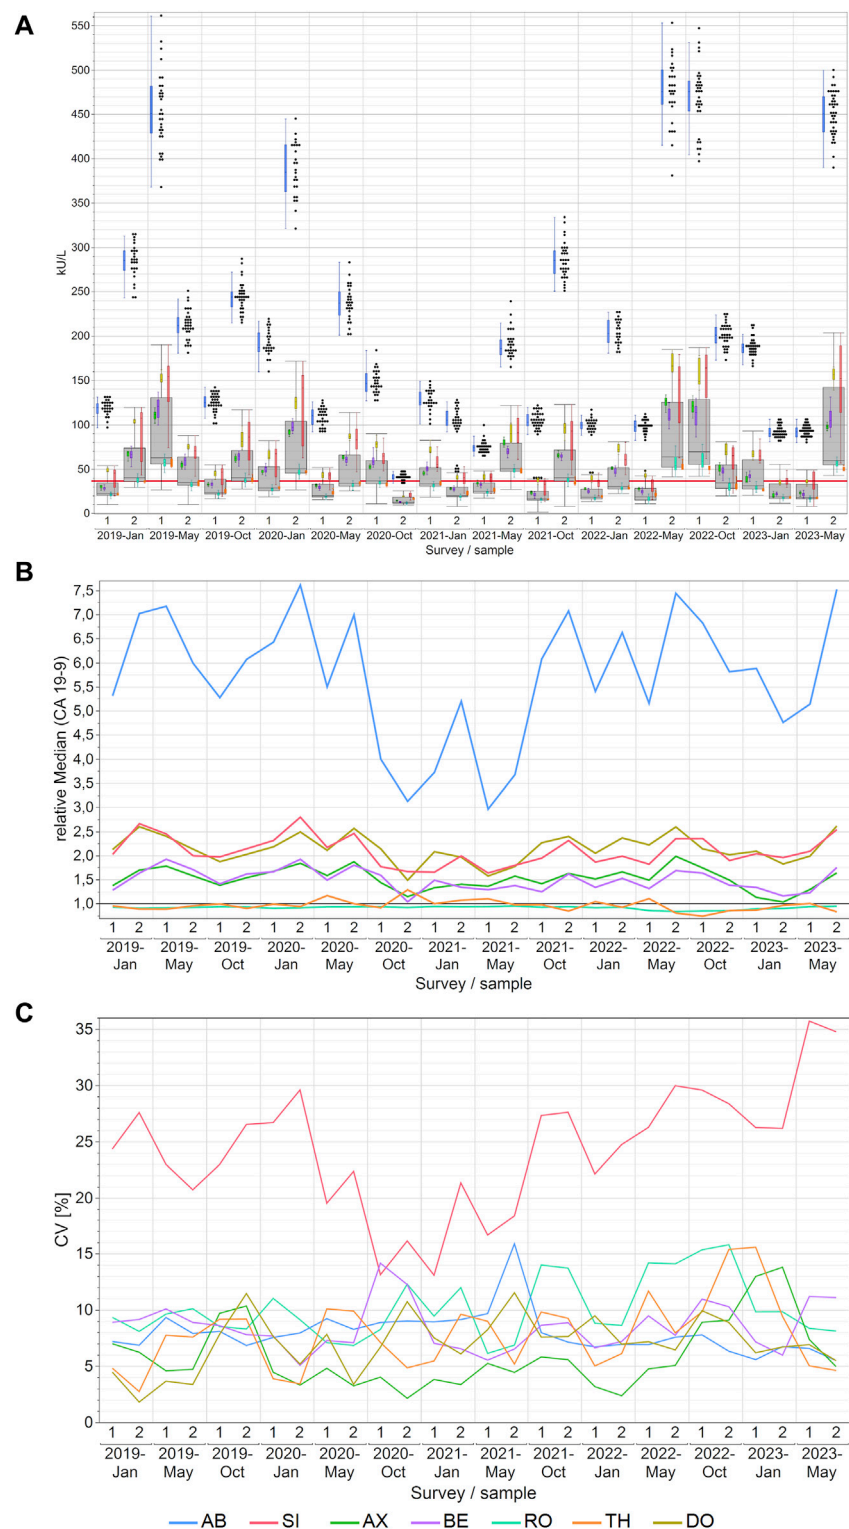 A
550
500
450
400
350
300
250
200
150
100
50
0
kU/L
1 2 1 2 1 2 1 2 1 2 1 2 1 2 1 2 1 2 1 2 1 2 1 2 1 2 1 2
2019-Jan 2019-May 2019-Oct 2020-Jan 2020-May 2020-Oct 2021-Jan 2021-May 2021-Oct 2022-Jan 2022-May 2022-Oct 2023-Jan 2023-May
Survey / sample
B
7,5
7,0
6,5
6,0
5,5
5,0
4,5
4,0
3,5
3,0
2,5
2,0
1,5
1,0
relative Median (CA 19-9)
1 2 1 2 1 2 1 2 1 2 1 2 1 2 1 2 1 2 1 2 1 2 1 2 1 2 1 2
2019- 2019- 2019- 2020- 2020- 2020- 2021- 2021- 2021- 2022- 2022- 2022- 2023- 2023-
Jan May Oct Jan May Oct Jan May Oct Jan May Oct Jan May
Survey / sample
C
35
30
25
20
15
10
5
0
CV [%]
1 2 1 2 1 2 1 2 1 2 1 2 1 2 1 2 1 2 1 2 1 2 1 2 1 2 1 2
2019- 2019- 2019- 2020- 2020- 2020- 2021- 2021- 2021- 2022- 2022- 2022- 2023- 2023-
Jan May Oct Jan May Oct Jan May Oct Jan May Oct Jan May
Survey / sample
AB SI AX BE RO TH DO